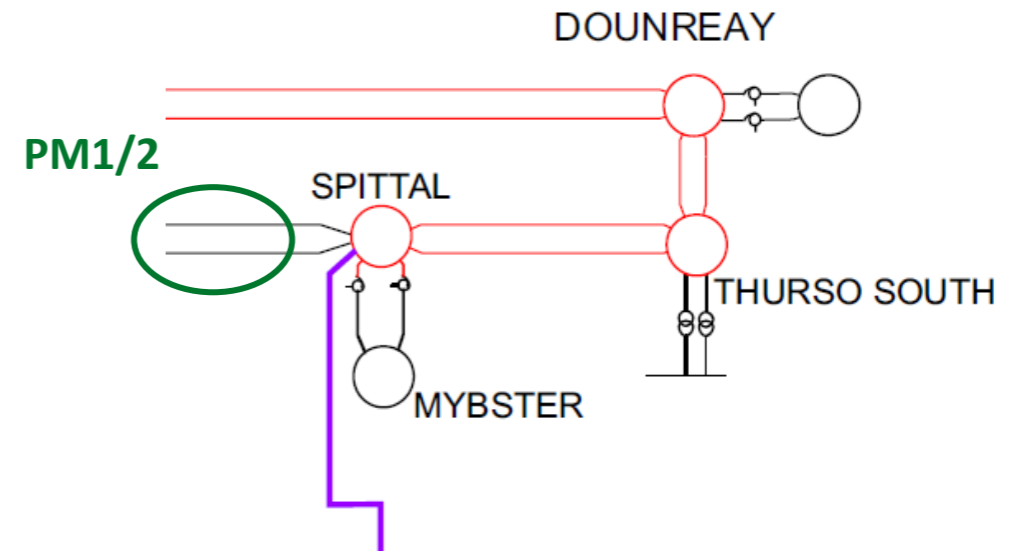 DOUNREAY
PM1/2
SPITTAL
THURSO SOUTH
MYBSTER